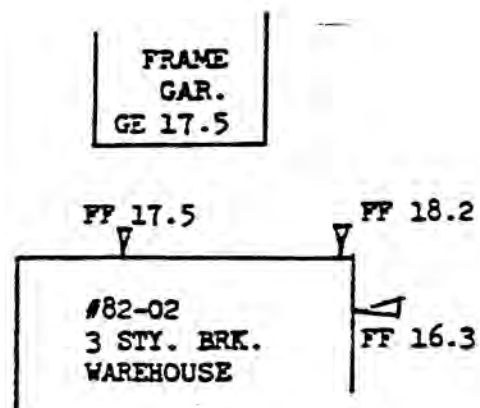 FRAME
GAR.
GE 17.5
FF 17.5
FF 18.2
#82-02
3 STY. BRK.
WAREHOUSE
FF 16.3